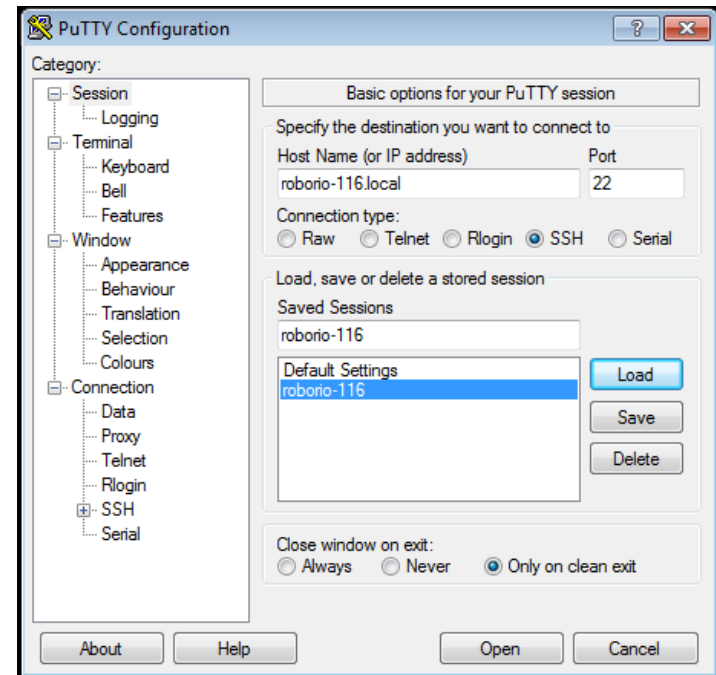 PuTTY Configuration
Category:
Session
Logging
Terminal
Keyboard
Bell
Features
Window
Appearance
Behaviour
Translation
Selection
Colours
Connection
Data
Proxy
Telnet
Rlogin
SSH
Serial
Basic options for your PuTTY session
Specify the destination you want to connect to
Host Name (or IP address) Port
roborio-116.local 22
Connection type:
Raw Telnet Rlogin SSH Serial
Load, save or delete a stored session
Saved Sessions
roborio-116
Default Settings
roborio-116
Load
Save
Delete
Close window on exit:
Always Never Only on clean exit
About Help Open Cancel